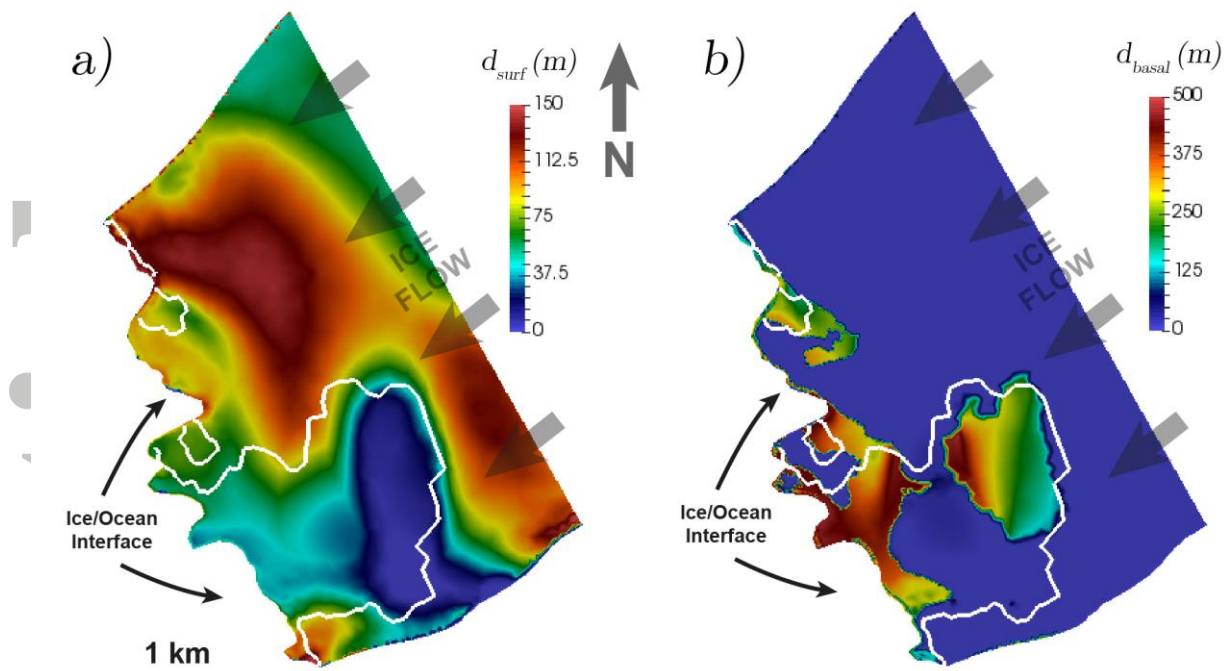 a)
d_surf (m)
150
112.5
75
37.5
0
N
ICE
FLOW
Ice/Ocean
Interface
1 km
b)
d_basal (m)
500
375
250
125
0
ICE
FLOW
Ice/Ocean
Interface